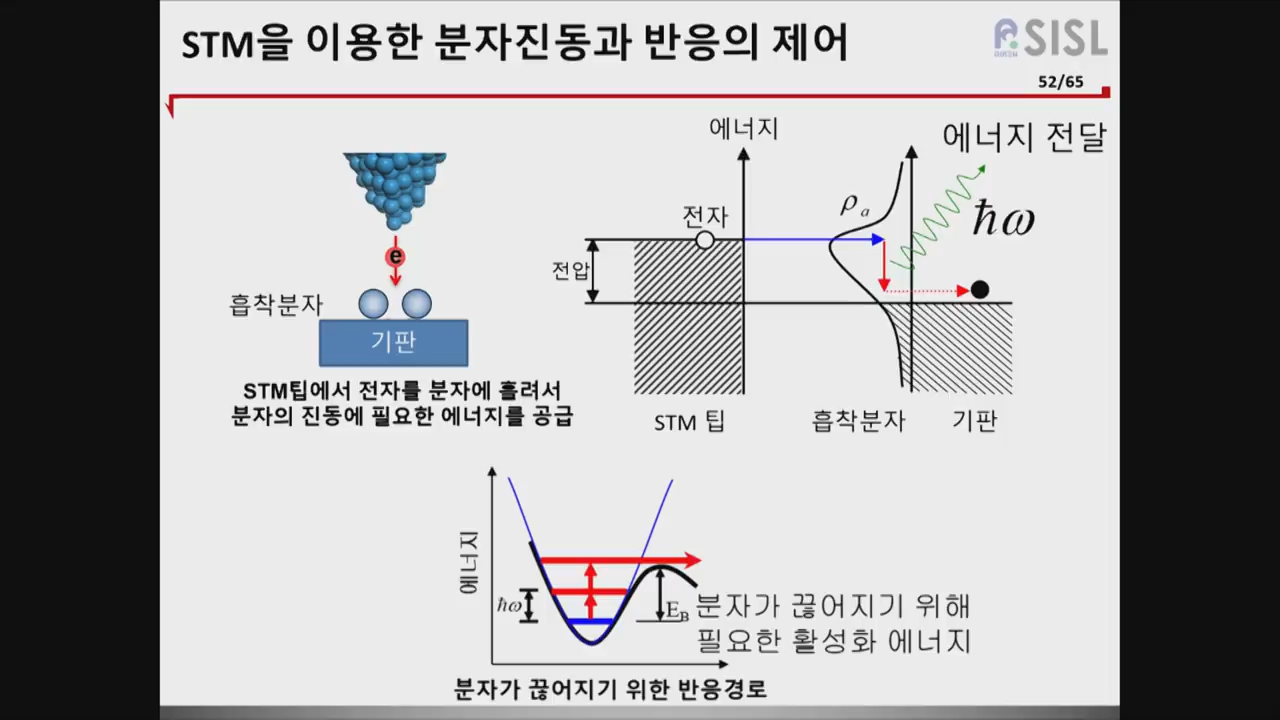 STM을 이용한 분자진동과 반응의 제어
SISL
52/65
e
흡착분자
기판
STM팁에서 전자를 분자에 흘려서
분자의 진동에 필요한 에너지를 공급
에너지
에너지 전달
ρa
ħω
전자
전압
STM 팁
흡착분자
기판
에너지
ħω
EB
분자가 끊어지기 위해
필요한 활성화 에너지
분자가 끊어지기 위한 반응경로